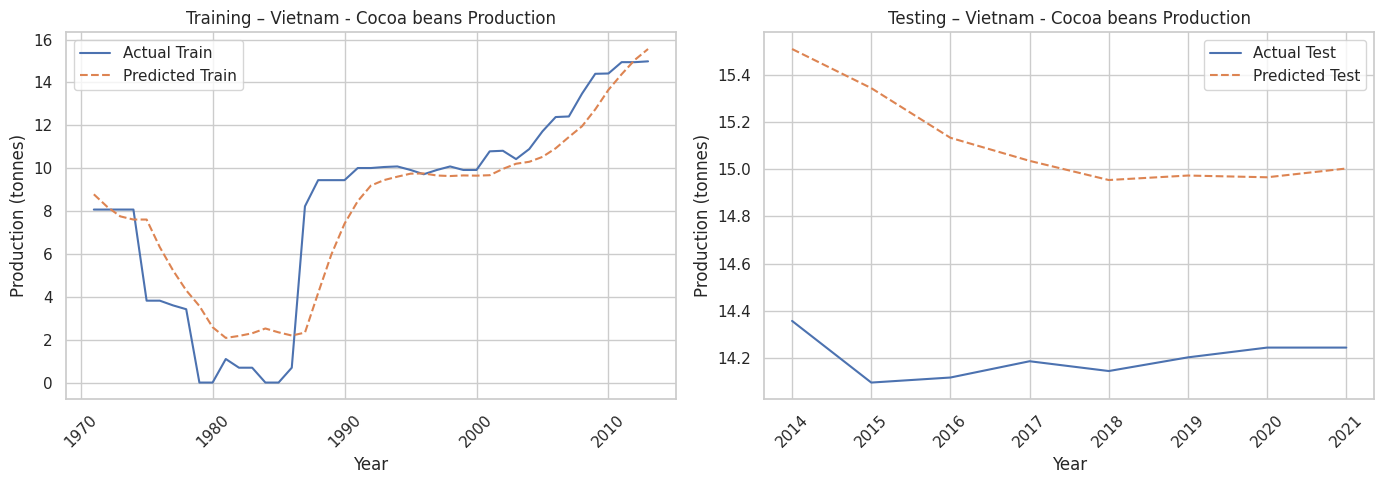 Training – Vietnam - Cocoa beans Production
Actual Train
Predicted Train
Production (tonnes)
16
14
12
10
8
6
4
2
0
1970
1980
1990
2000
2010
Year
Testing – Vietnam - Cocoa beans Production
Actual Test
Predicted Test
Production (tonnes)
15.4
15.2
15.0
14.8
14.6
14.4
14.2
2014
2015
2016
2017
2018
2019
2020
2021
Year